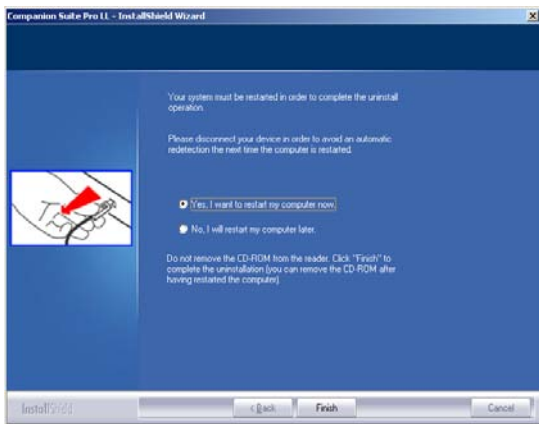 Companion Suite Pro LL - InstallShield Wizard
Your system must be restarted in order to complete the uninstall
operation.
Please disconnect your device in order to avoid an automatic
redetection the next time the computer is restarted.
Yes, I want to restart my computer now.
No, I will restart my computer later.
Do not remove the CD-ROM from the reader. Click "Finish" to
complete the uninstallation (you can remove the CD-ROM after
having restarted the computer)
InstallShield
< Back
Finish
Cancel